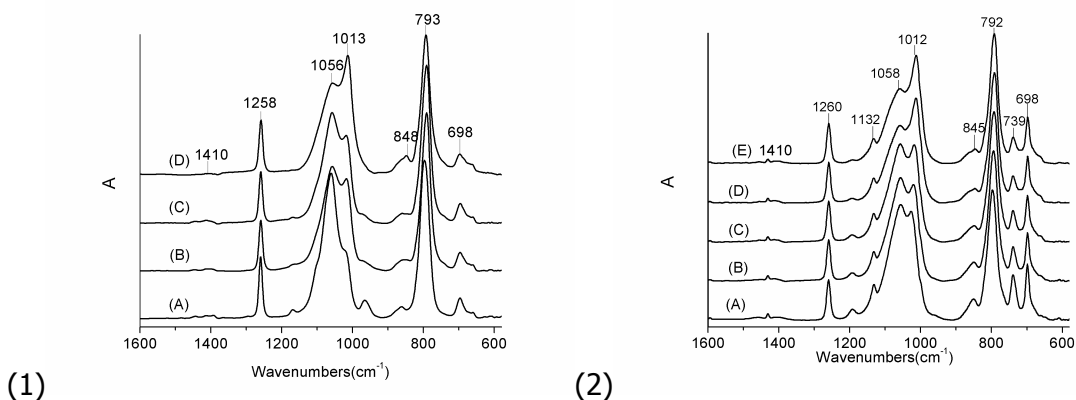 793
1013
1056
1258
848
698
1410
(D)
(C)
(B)
(A)
A
1600 1400 1200 1000 800 600
Wavenumbers(cm-1)
(1)
792
1012
1058
1260
1132
698
739
845
1410
(E)
(D)
(C)
(B)
(A)
A
1600 1400 1200 1000 800 600
Wavenumbers(cm-1)
(2)